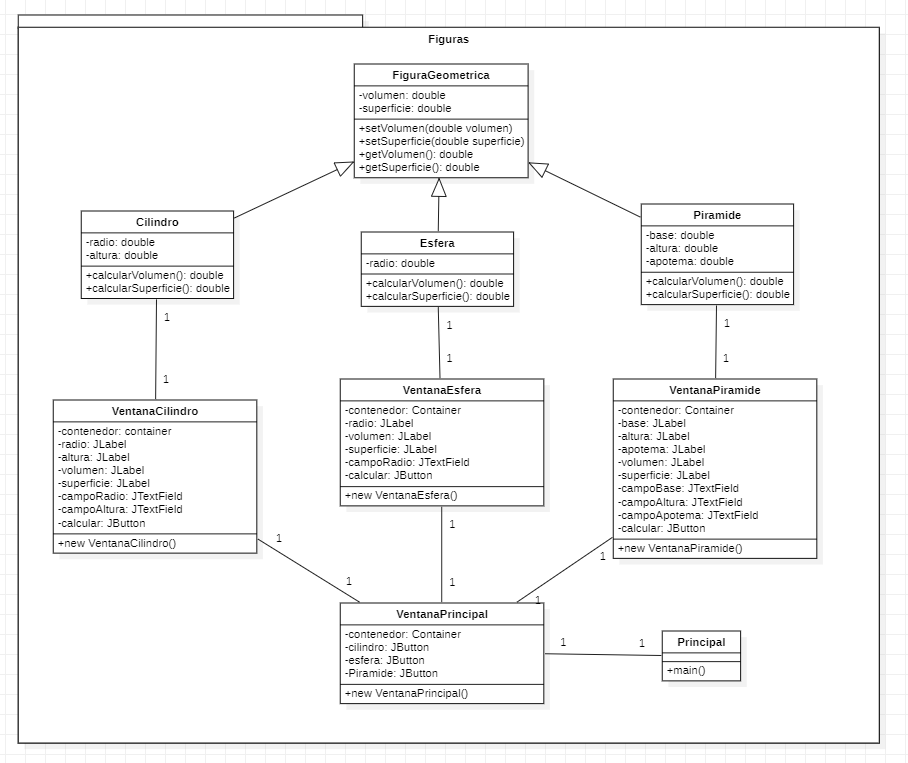 Figuras
FiguraGeometrica
-volumen: double
-superficie: double
+setVolumen(double volumen)
+setSuperficie(double superficie)
+getVolumen(): double
+getSuperficie(): double
Cilindro
-radio: double
-altura: double
+calcularVolumen(): double
+calcularSuperficie(): double
Esfera
-radio: double
+calcularVolumen(): double
+calcularSuperficie(): double
Piramide
-base: double
-altura: double
-apotema: double
+calcularVolumen(): double
+calcularSuperficie(): double
1
1
1
1
1
1
VentanaCilindro
-contenedor: container
-radio: JLabel
-altura: JLabel
-volumen: JLabel
-superficie: JLabel
-campoRadio: JTextField
-campoAltura: JTextField
-calcular: JButton
+new VentanaCilindro()
VentanaEsfera
-contenedor: Container
-radio: JLabel
-volumen: JLabel
-superficie: JLabel
-campoRadio: JTextField
-calcular: JButton
+new VentanaEsfera()
VentanaPiramide
-contenedor: Container
-base: JLabel
-altura: JLabel
-apotema: JLabel
-volumen: JLabel
-superficie: JLabel
-campoBase: JTextField
-campoAltura: JTextField
-campoApotema: JTextField
-calcular: JButton
+new VentanaPiramide()
1
1
1
1
1
1
VentanaPrincipal
-contenedor: Container
-cilindro: JButton
-esfera: JButton
-Piramide: JButton
+new VentanaPrincipal()
1
1
Principal
+main()